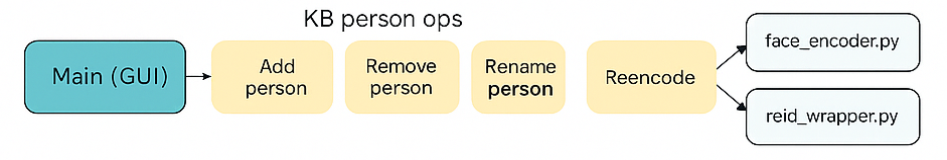 KB person ops
Main (GUI)
Add
person
Remove
person
Rename
person
Reencode
face_encoder.py
reid_wrapper.py